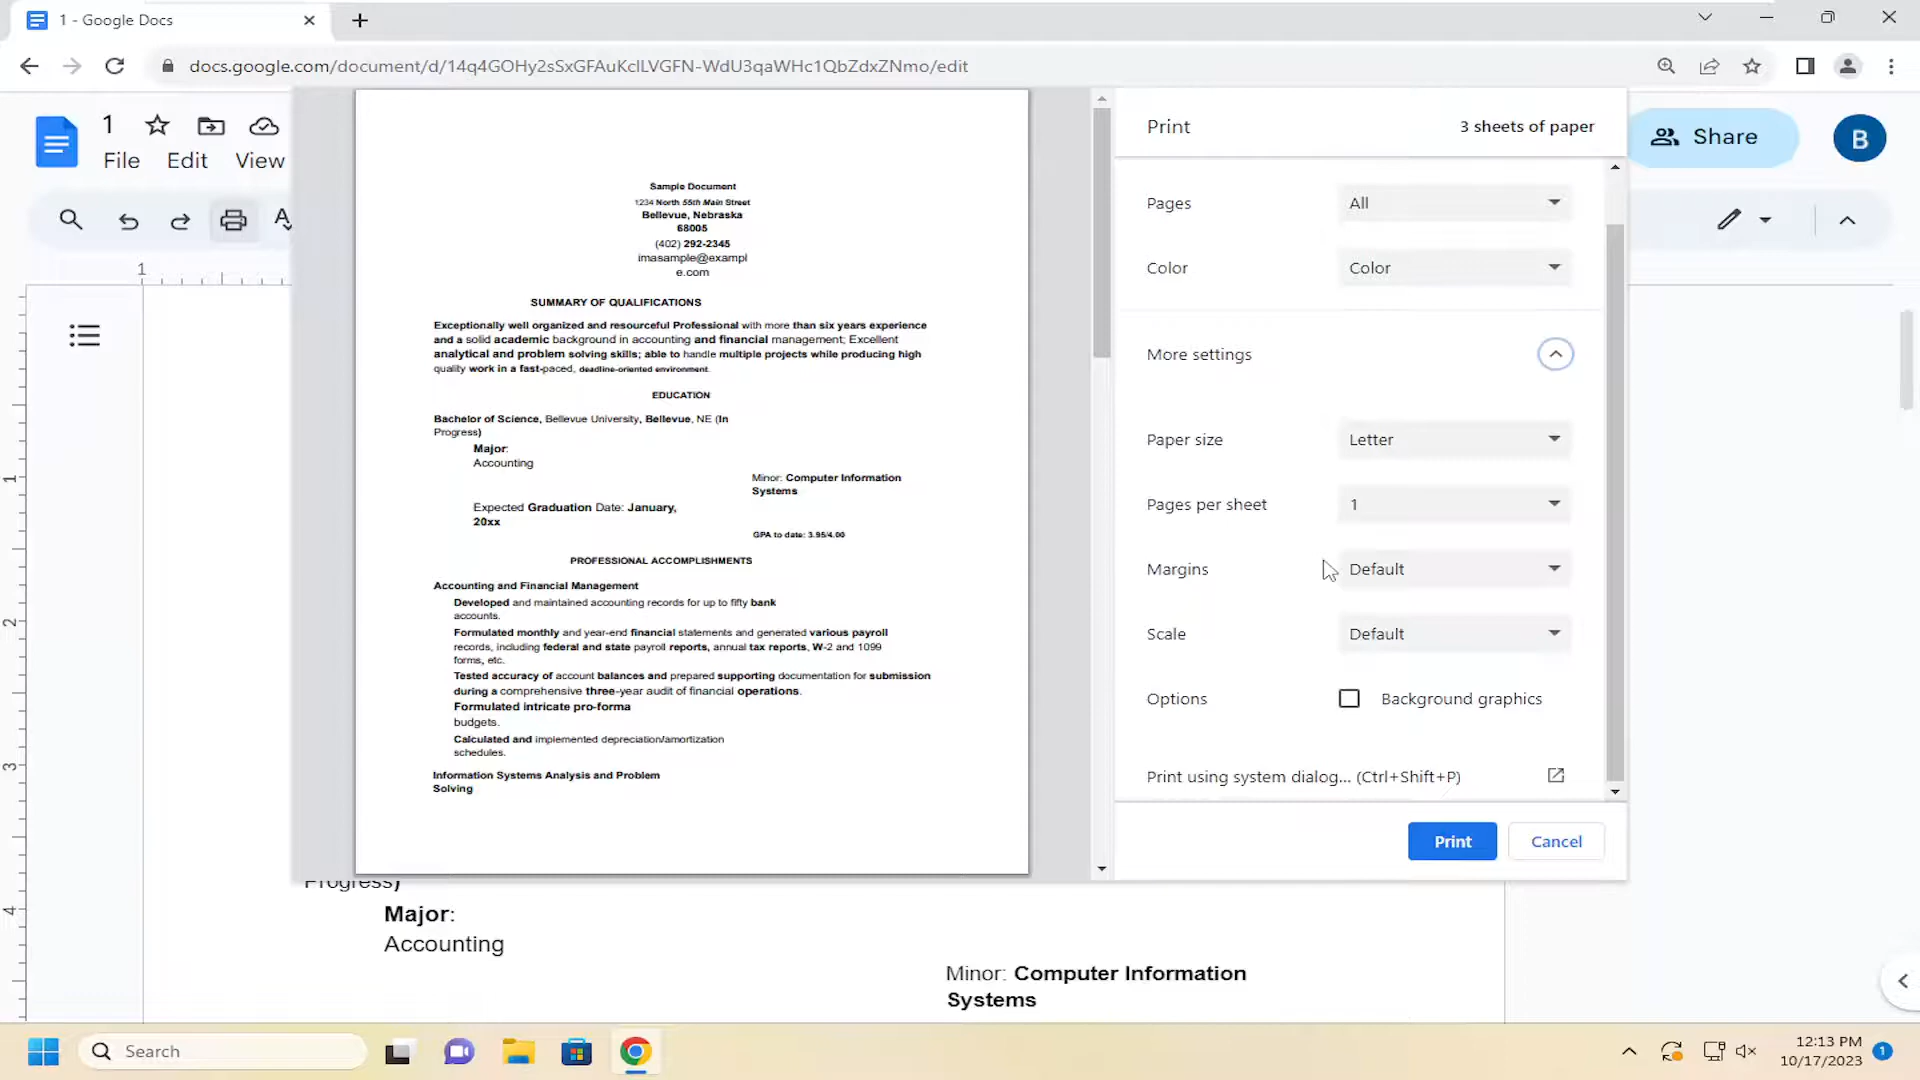 1 - Google Docs
docs.google.com/document/d/14q4GOHy2sSxGFAuKclLVGFN-WdU3qaWHc1QbZdxZNmo/edit
1
File Edit View
Share
B
1
Print
3 sheets of paper
Pages All
Color Color
More settings
Paper size Letter
Pages per sheet 1
Margins Default
Scale Default
Options Background graphics
Print using system dialog... (Ctrl+Shift+P)
Print Cancel
Sample Document
1234 North 55th Main Street
Bellevue, Nebraska
68005
(402) 292-2345
imasample@exampl
e.com
SUMMARY OF QUALIFICATIONS
Exceptionally well organized and resourceful Professional with more than six years experience
and a solid academic background in accounting and financial management; Excellent
analytical and problem solving skills; able to handle multiple projects while producing high
quality work in a fast-paced, deadline-oriented environment.
EDUCATION
Bachelor of Science, Bellevue University, Bellevue, NE (In
Progress)
Major:
Accounting
Minor: Computer Information
Systems
Expected Graduation Date: January,
20xx
GPA to date: 3.95/4.00
PROFESSIONAL ACCOMPLISHMENTS
Accounting and Financial Management
Developed and maintained accounting records for up to fifty bank
accounts.
Formulated monthly and year-end financial statements and generated various payroll
records, including federal and state payroll reports, annual tax reports, W-2 and 1099
forms, etc.
Tested accuracy of account balances and prepared supporting documentation for submission
during a comprehensive three-year audit of financial operations.
Formulated intricate pro-forma
budgets.
Calculated and implemented depreciation/amortization
schedules.
Information Systems Analysis and Problem
Solving
1
2
3
4
Progress)
Major:
Accounting
Minor: Computer Information
Systems
Search
12:13 PM
10/17/2023
1